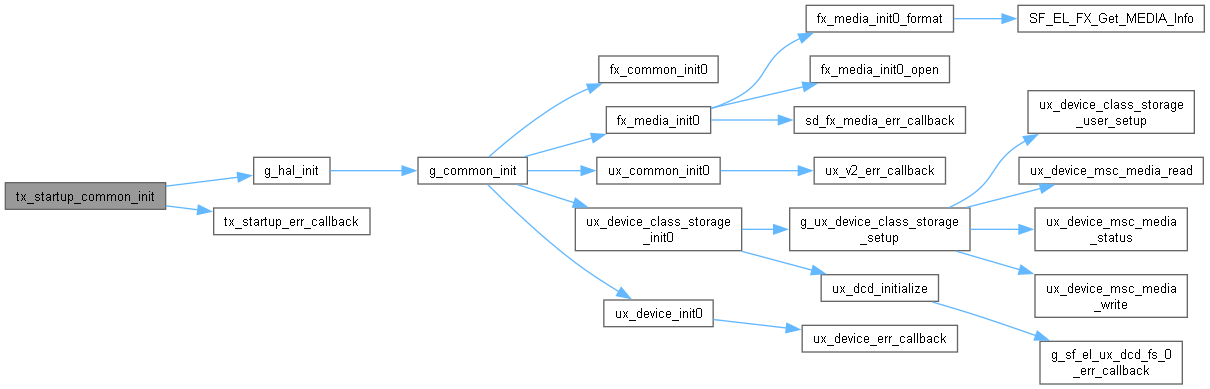 tx_startup_common_init
g_hal_init
tx_startup_err_callback
g_common_init
fx_common_init0
fx_media_init0
ux_common_init0
ux_device_class_storage
_init0
ux_device_init0
fx_media_init0_format
fx_media_init0_open
sd_fx_media_err_callback
ux_v2_err_callback
g_ux_device_class_storage
_setup
ux_dcd_initialize
ux_device_err_callback
SF_EL_FX_Get_MEDIA_Info
ux_device_class_storage
_user_setup
ux_device_msc_media_read
ux_device_msc_media
_status
ux_device_msc_media
_write
g_sf_el_ux_dcd_fs_0
_err_callback